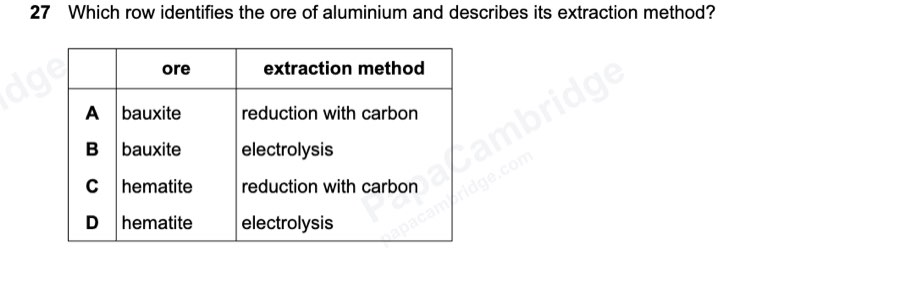 27 Which row identifies the ore of aluminium and describes its extraction method?
ore extraction method
A bauxite reduction with carbon
B bauxite electrolysis
C hematite reduction with carbon
D hematite electrolysis
idge
PapaCambridge
papacambridge.com